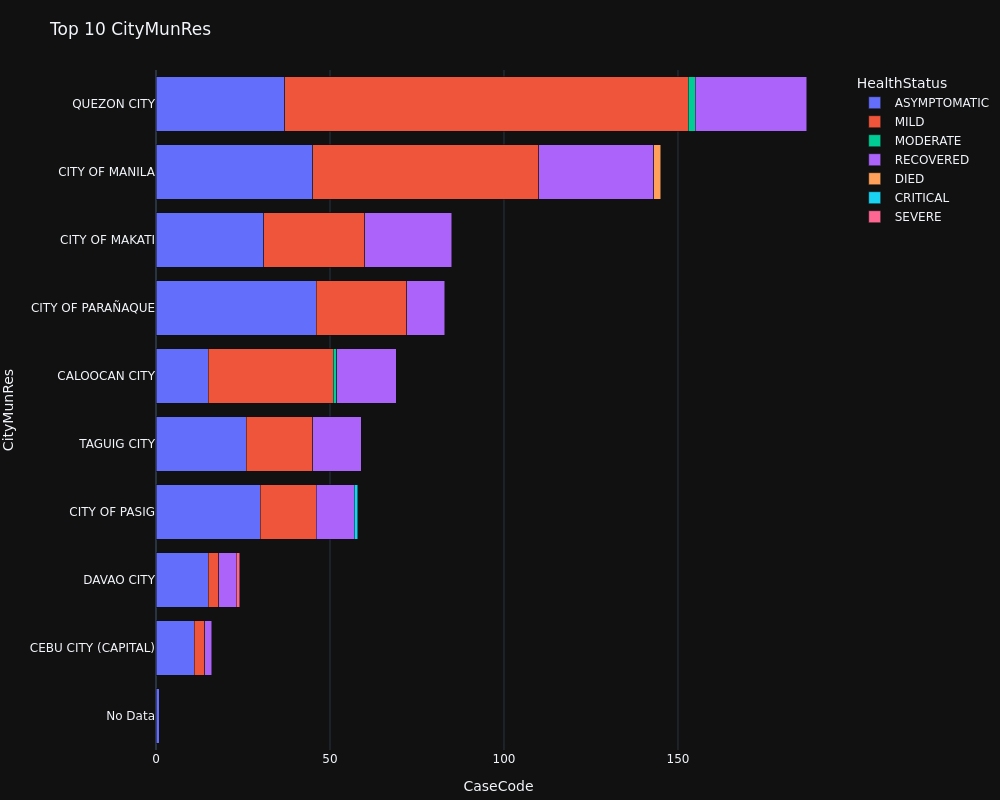 Top 10 CityMunRes
HealthStatus
ASYMPTOMATIC
MILD
MODERATE
RECOVERED
DIED
CRITICAL
SEVERE
CityMunRes
QUEZON CITY
CITY OF MANILA
CITY OF MAKATI
CITY OF PARAÑAQUE
CALOOCAN CITY
TAGUIG CITY
CITY OF PASIG
DAVAO CITY
CEBU CITY (CAPITAL)
No Data
0 50 100 150
CaseCode